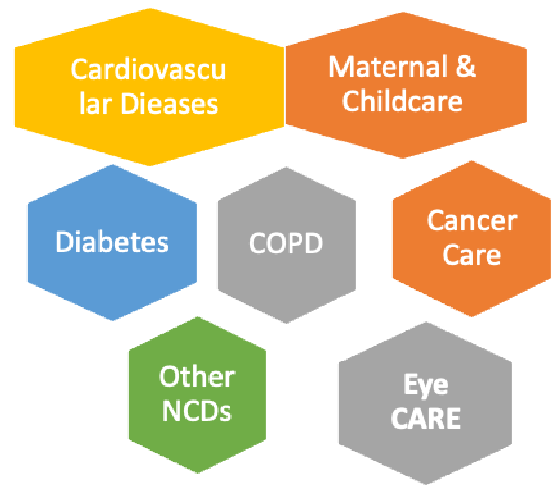 Cardiovascu
lar Dieases
Maternal &
Childcare
Diabetes
COPD
Cancer
Care
Other
NCDs
Eye
CARE